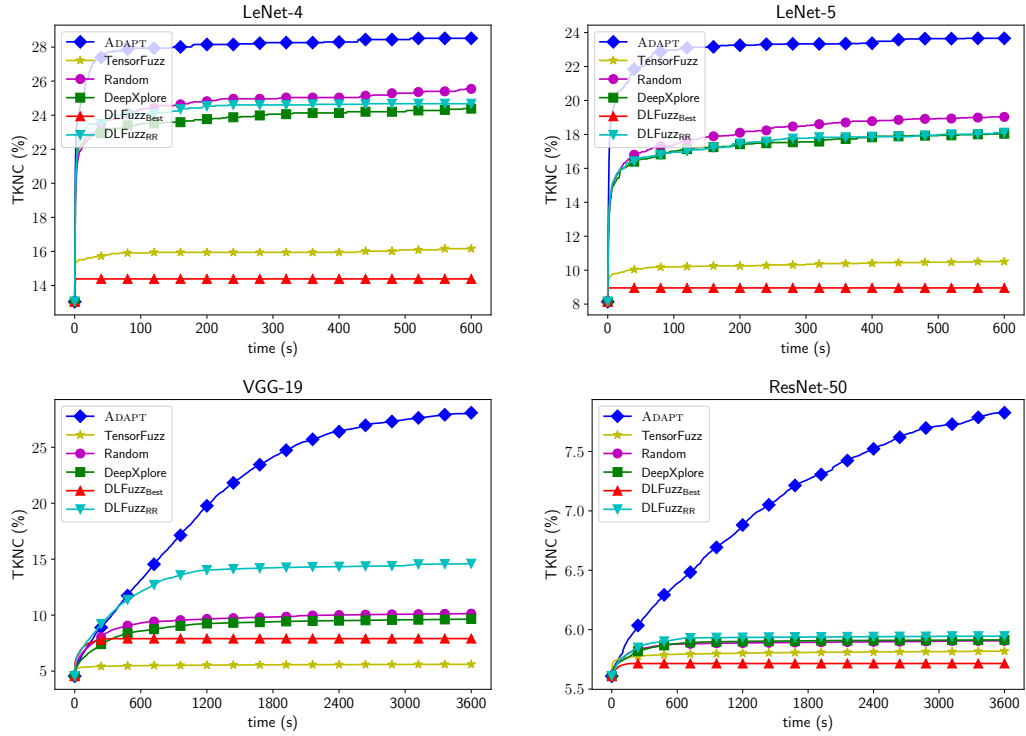 LeNet-4
TKNC (%)
28
26
24
22
20
18
16
14
ADAPT
TensorFuzz
Random
DeepXplore
DLFuzzBest
DLFuzzRR
0 100 200 300 400 500 600
time (s)
LeNet-5
TKNC (%)
24
22
20
18
16
14
12
10
8
ADAPT
TensorFuzz
Random
DeepXplore
DLFuzzBest
DLFuzzRR
0 100 200 300 400 500 600
time (s)
VGG-19
TKNC (%)
25
20
15
10
5
ADAPT
TensorFuzz
Random
DeepXplore
DLFuzzBest
DLFuzzRR
0 600 1200 1800 2400 3000 3600
time (s)
ResNet-50
TKNC (%)
7.5
7.0
6.5
6.0
5.5
ADAPT
TensorFuzz
Random
DeepXplore
DLFuzzBest
DLFuzzRR
0 600 1200 1800 2400 3000 3600
time (s)